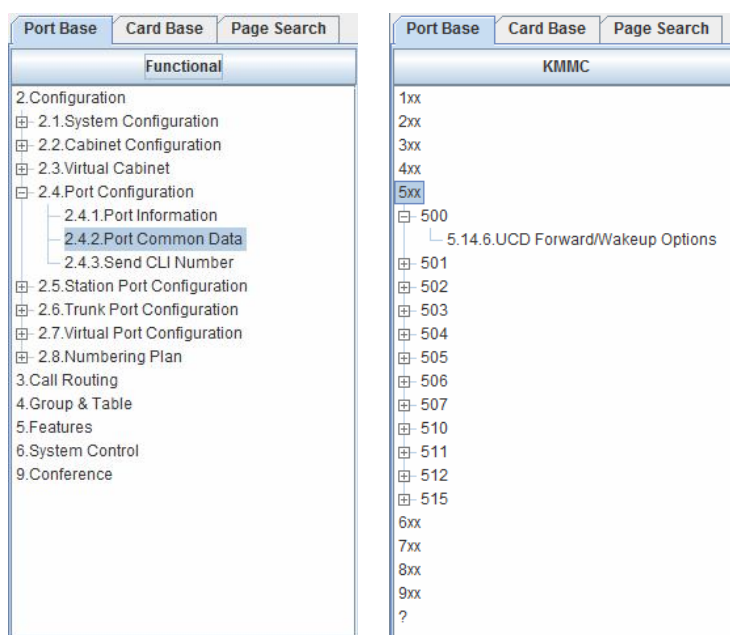 Port Base Card Base Page Search
Functional
2.Configuration
2.1.System Configuration
2.2.Cabinet Configuration
2.3.Virtual Cabinet
2.4.Port Configuration
2.4.1.Port Information
2.4.2.Port Common Data
2.4.3.Send CLI Number
2.5.Station Port Configuration
2.6.Trunk Port Configuration
2.7.Virtual Port Configuration
2.8.Numbering Plan
3.Call Routing
4.Group & Table
5.Features
6.System Control
9.Conference
Port Base Card Base Page Search
KMMC
1xx
2xx
3xx
4xx
5xx
500
5.14.6.UCD Forward/Wakeup Options
501
502
503
504
505
506
507
510
511
512
515
6xx
7xx
8xx
9xx
?